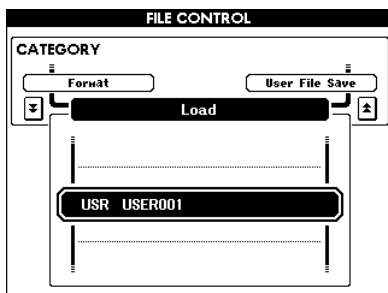 FILE CONTROL
CATEGORY
Format
User File Save
Load
USR USER001